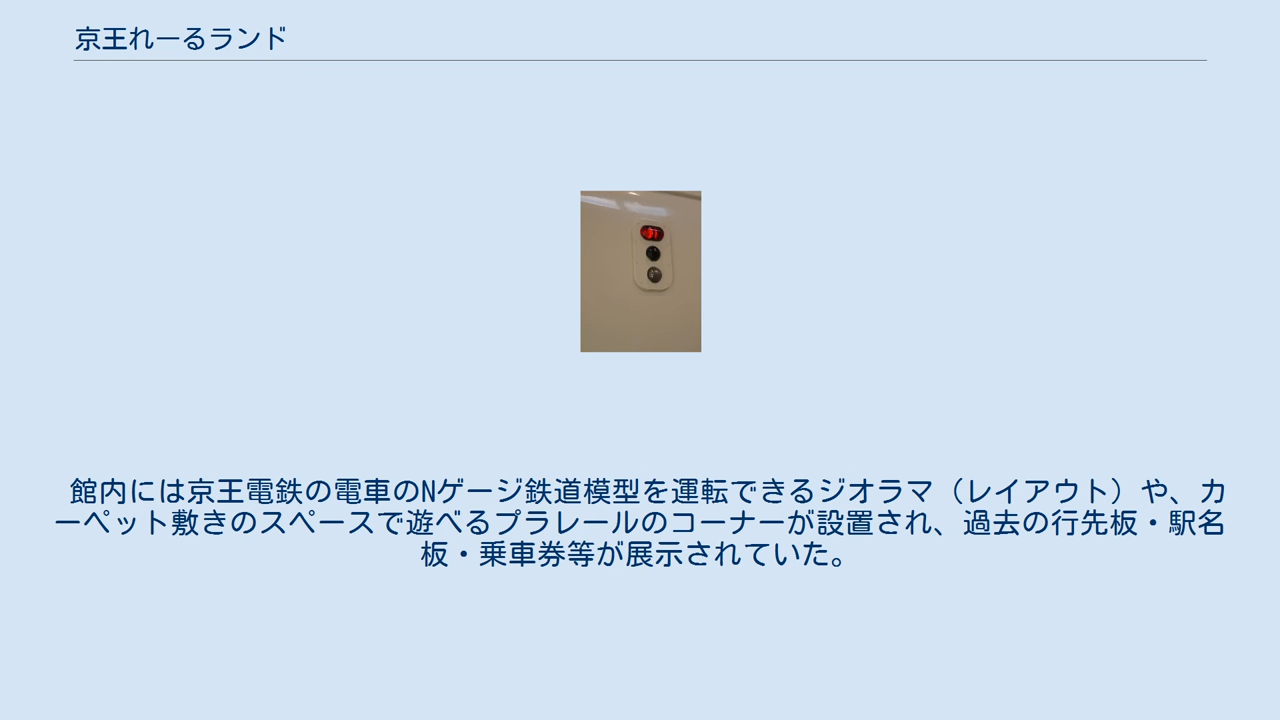 京王れーるランド
館内には京王電鉄の電車のNゲージ鉄道模型を運転できるジオラマ（レイアウト）や、カ
ーペット敷きのスペースで遊べるプラレールのコーナーが設置され、過去の行先板・駅名
板・乗車券等が展示されていた。